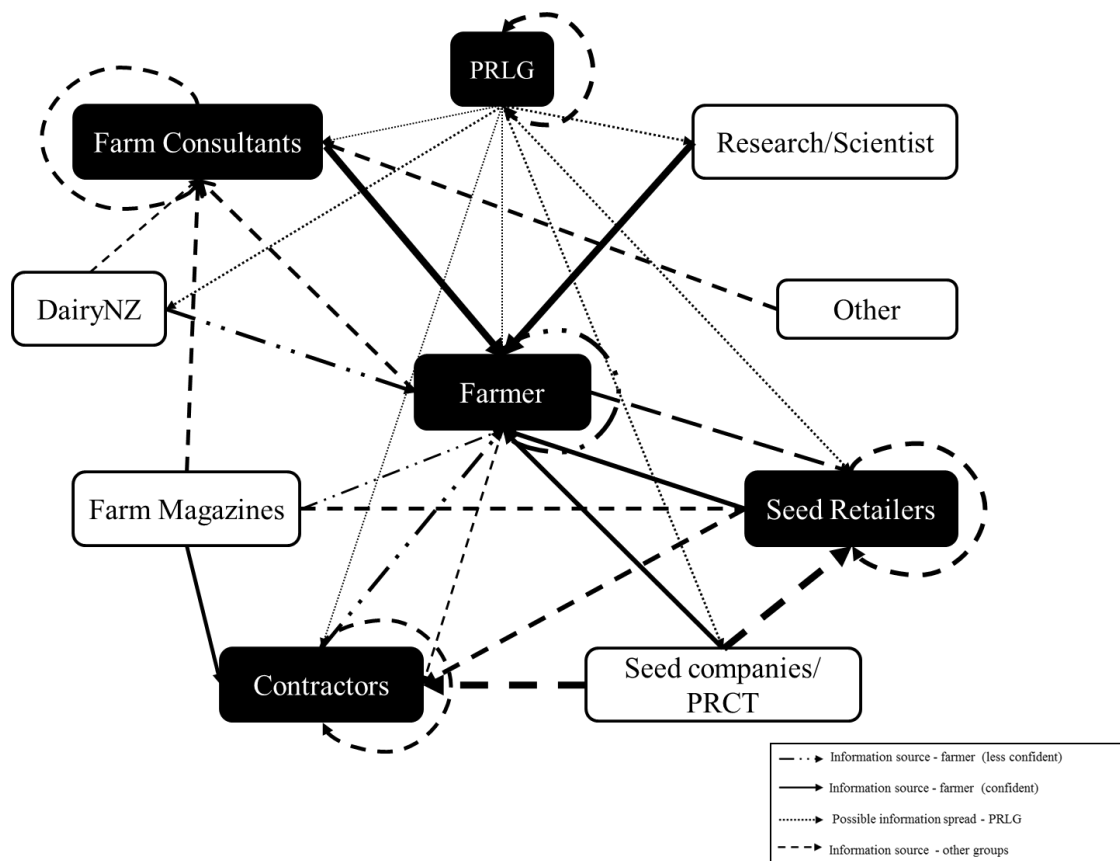 PRLG
Farm Consultants
Research/Scientist
DairyNZ
Other
Farmer
Farm Magazines
Seed Retailers
Contractors
Seed companies/
PRCT
Information source - farmer (less confident)
Information source - farmer (confident)
Possible information spread - PRLG
Information source - other groups